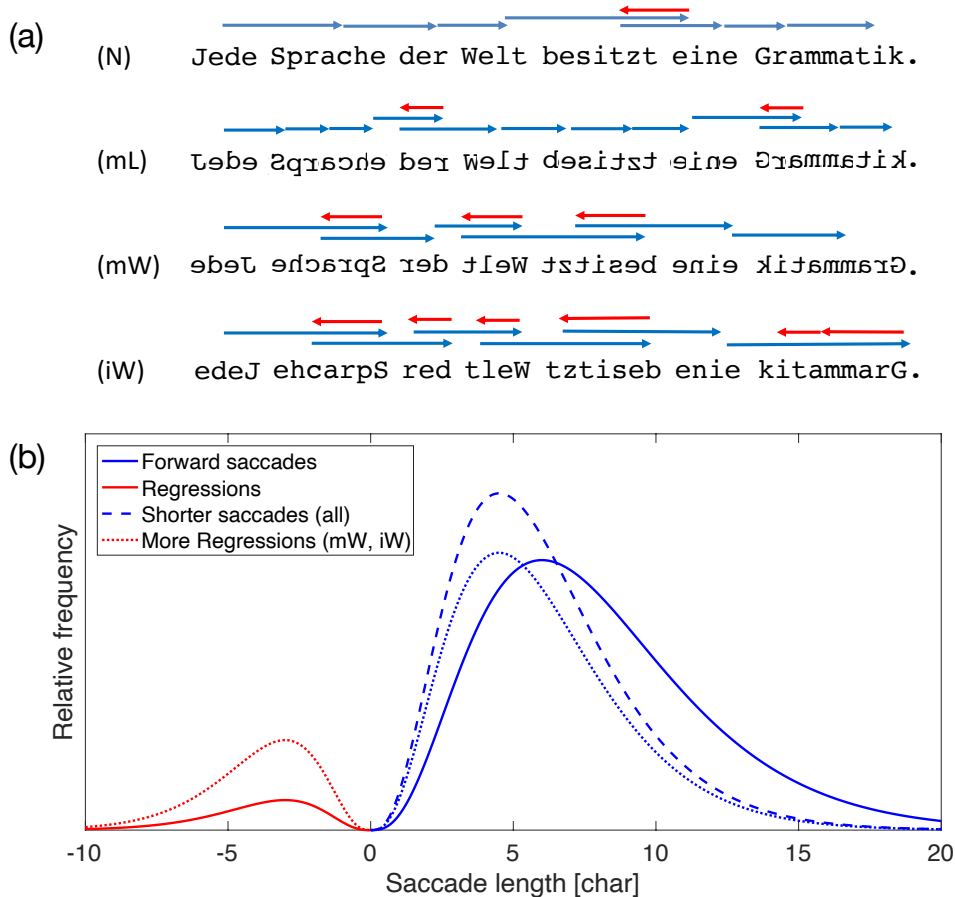 (a)
(N) Jede Sprache der Welt besitzt eine Grammatik.
(mL) Jede Sprache der Welt besitzt eine Grammatik.
(mW) Jede Sprache der Welt besitzt eine Grammatik.
(iW) edeJ ehcarpS red tleW tztiseb enie kitammarG.
(b)
Forward saccades
Regressions
Shorter saccades (all)
More Regressions (mW, iW)
Relative frequency
-10 -5 0 5 10 15 20
Saccade length [char]